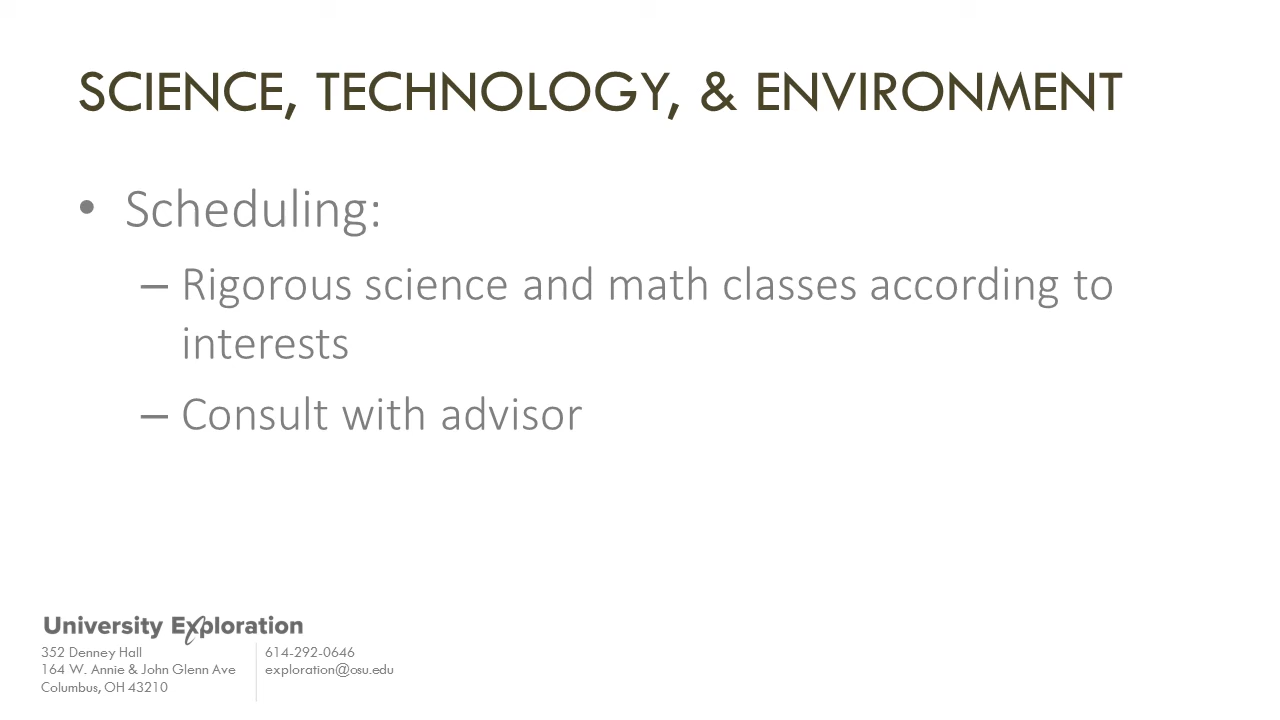 SCIENCE, TECHNOLOGY, & ENVIRONMENT
• Scheduling:
– Rigorous science and math classes according to
interests
– Consult with advisor
University Exploration
352 Denney Hall
164 W. Annie & John Glenn Ave
Columbus, OH 43210
614-292-0646
exploration@osu.edu